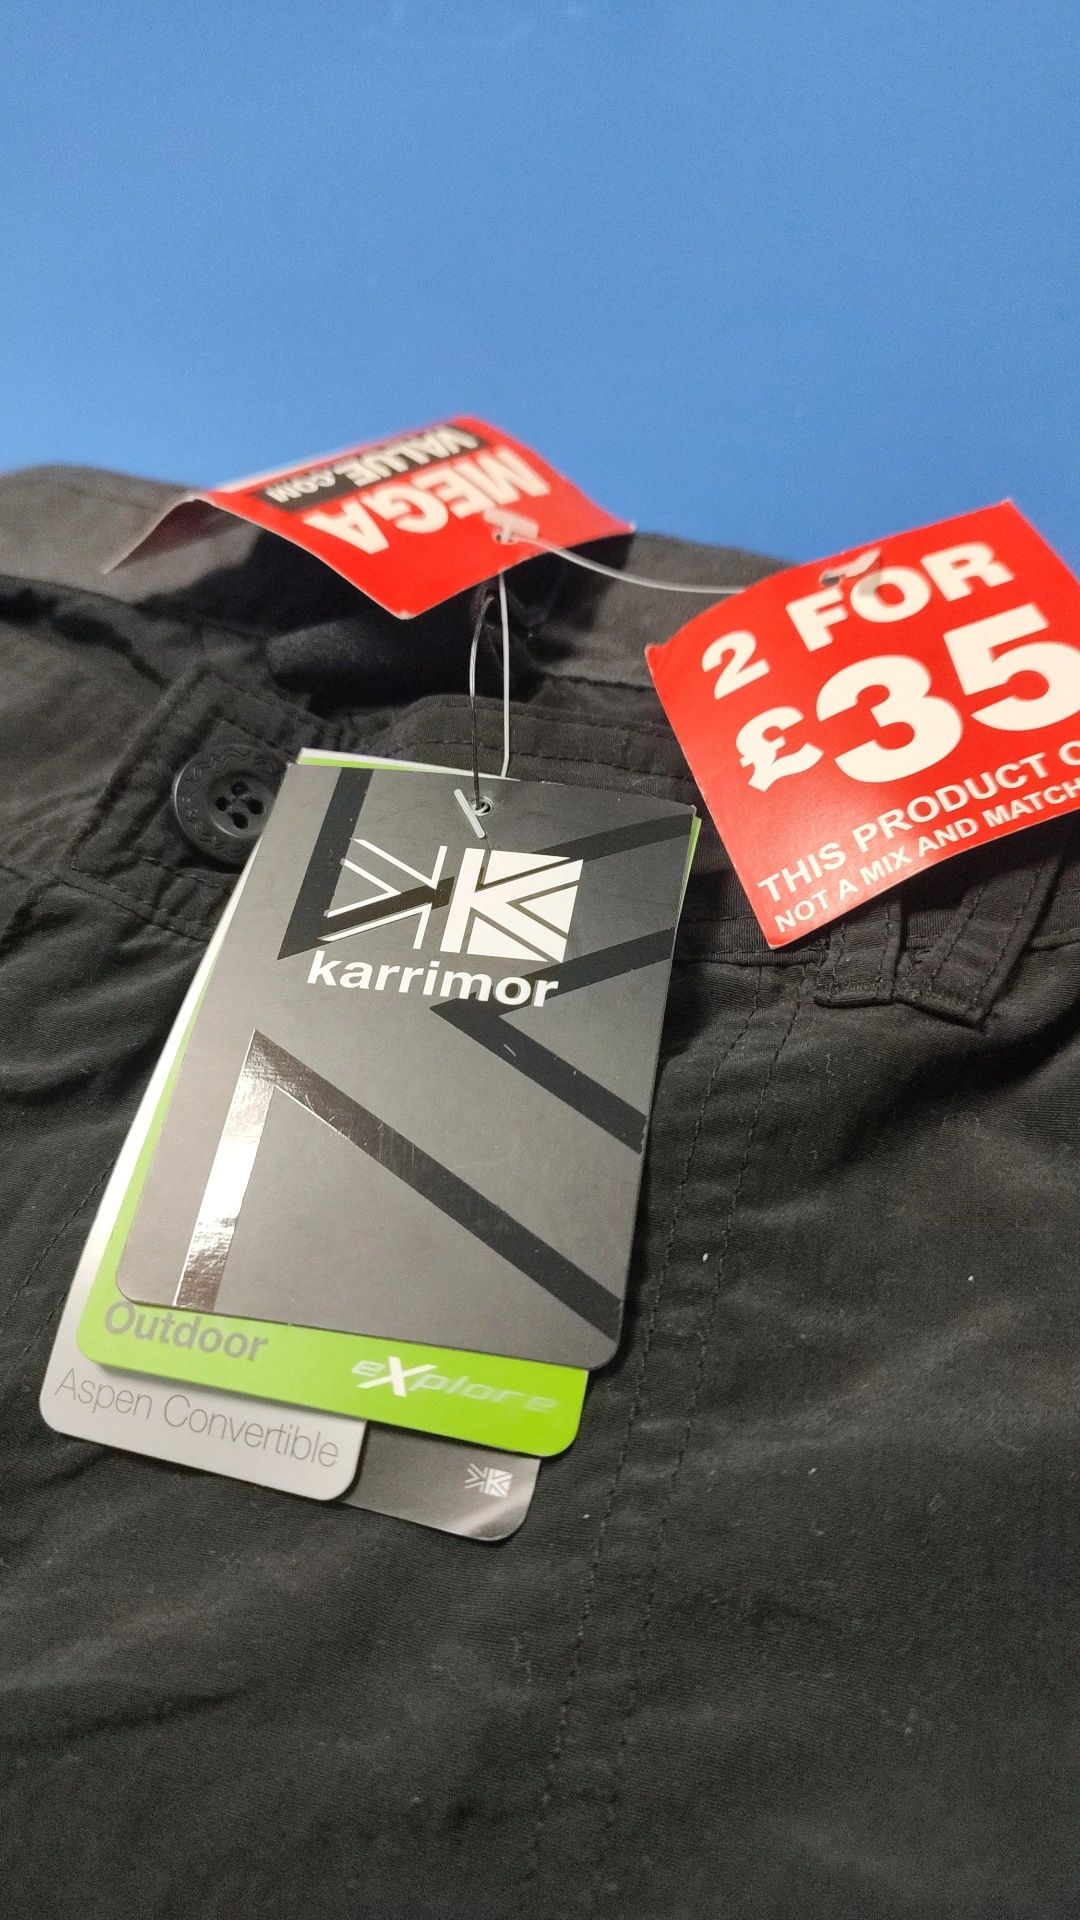 MEGA
VALUE.COM
2 FOR
£35
THIS PRODUCT
NOT A MIX AND MATCH
karrimor
Outdoor
eXplore
Aspen Convertible